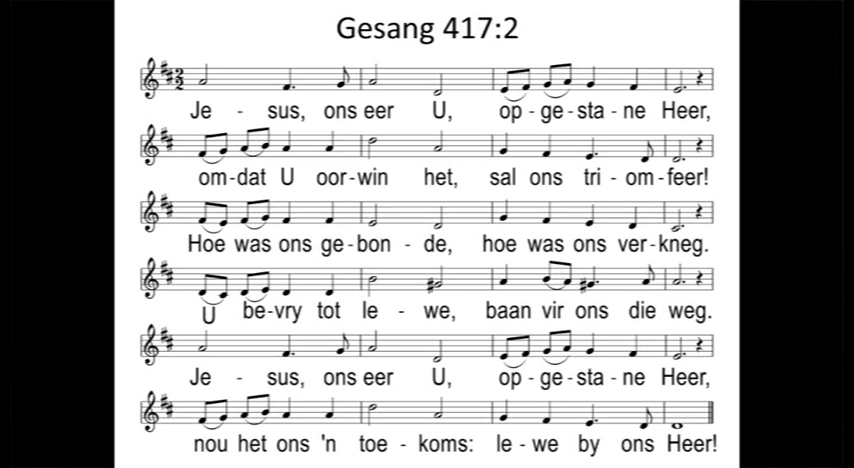 Gesang 417:2
Je - sus, ons eer U, op - ge - sta - ne Heer,
om-dat U oor-win het, sal ons tri - om-feer!
Hoe was ons ge-bon - de, hoe was ons ver-kneg.
U be-vry tot le - we, baan vir ons die weg.
Je - sus, ons eer U, op - ge - sta - ne Heer,
nou het ons 'n toe - koms: le - we by ons Heer!